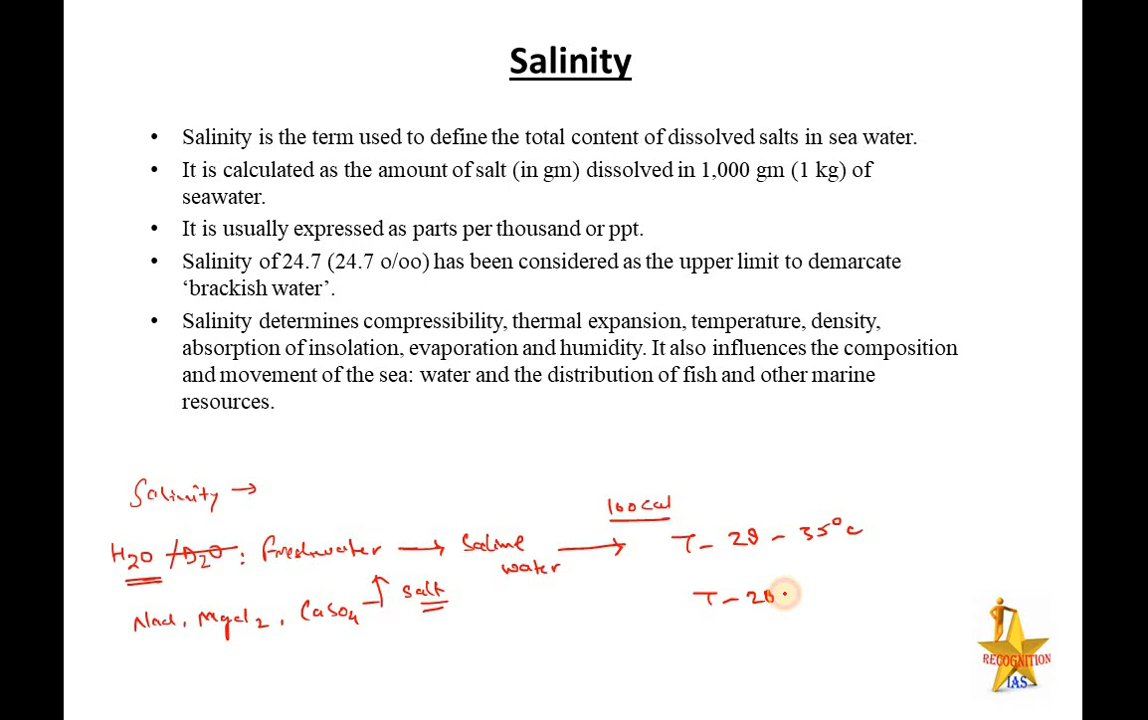 Salinity
• Salinity is the term used to define the total content of dissolved salts in sea water.
• It is calculated as the amount of salt (in gm) dissolved in 1,000 gm (1 kg) of
seawater.
• It is usually expressed as parts per thousand or ppt.
• Salinity of 24.7 (24.7 o/oo) has been considered as the upper limit to demarcate
‘brackish water’.
• Salinity determines compressibility, thermal expansion, temperature, density,
absorption of insolation, evaporation and humidity. It also influences the composition
and movement of the sea: water and the distribution of fish and other marine
resources.
Salinity →
100 cal
H2O /D2O : Freshwater → Saline water → T - 28 - 35°C
NaCl, MgCl2, CaSO4 salt
T - 20
RECOGNITION
IAS